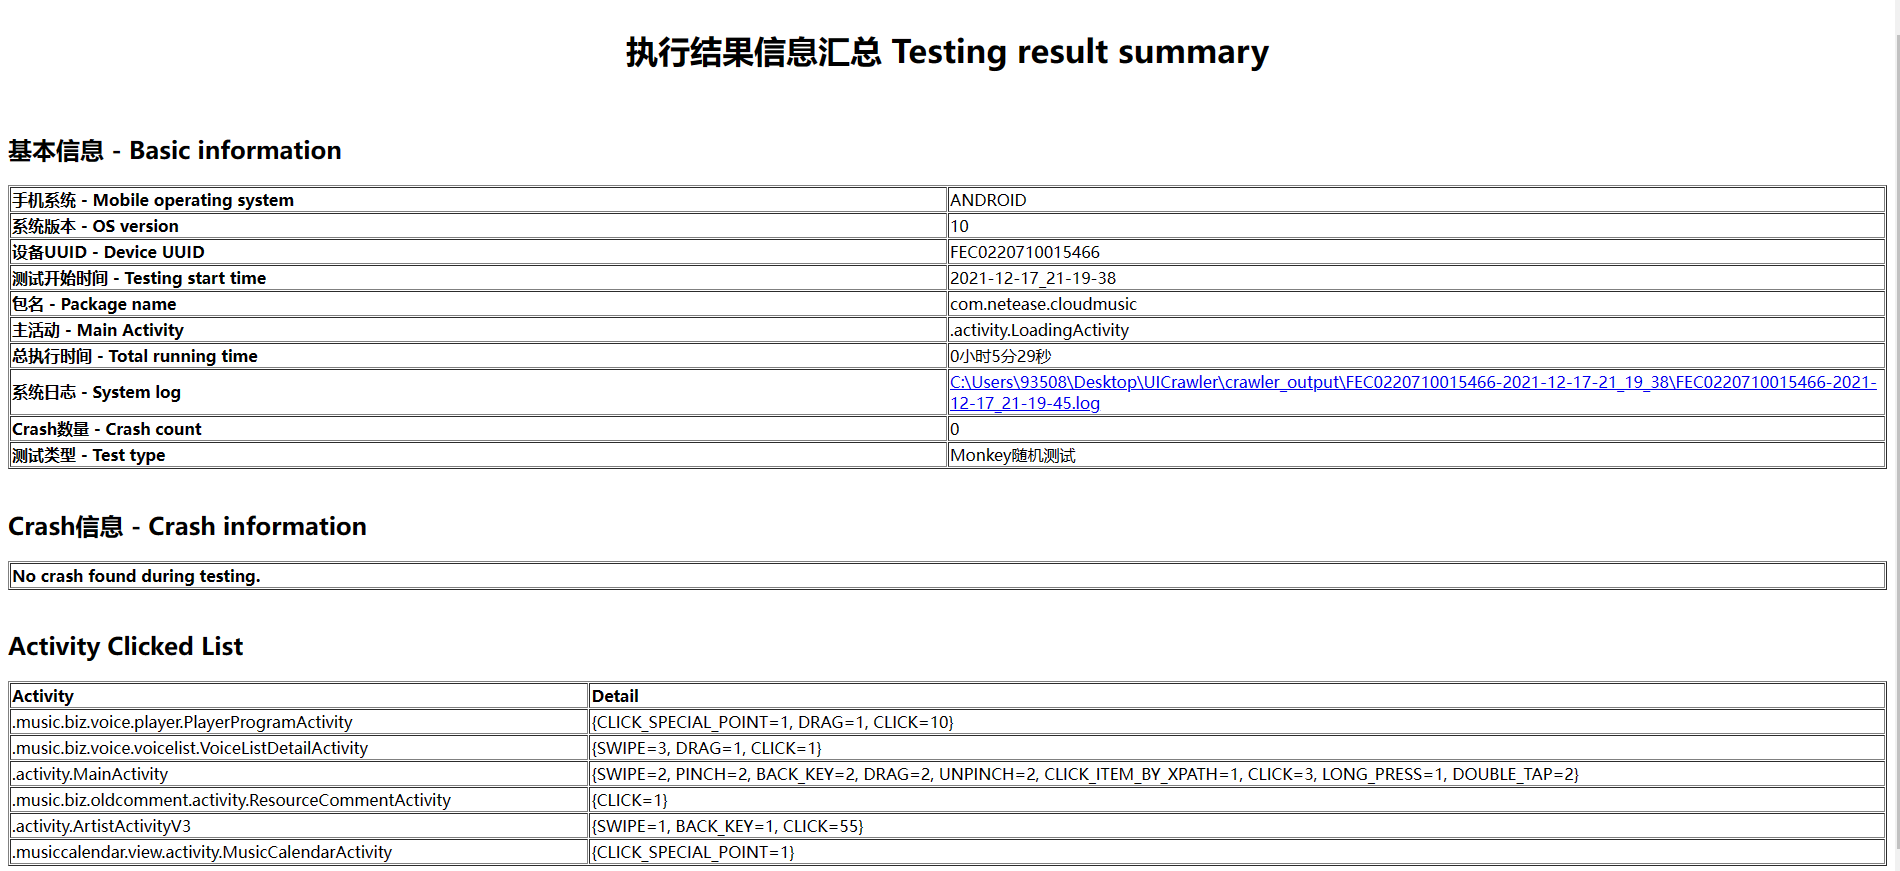 执行结果信息汇总 Testing result summary
基本信息 - Basic information
手机系统 - Mobile operating system ANDROID
系统版本 - OS version 10
设备UUID - Device UUID FEC0220710015466
测试开始时间 - Testing start time 2021-12-17_21-19-38
包名 - Package name com.netease.cloudmusic
主活动 - Main Activity .activity.LoadingActivity
总执行时间 - Total running time 0小时5分29秒
系统日志 - System log C:\Users\93508\Desktop\UICrawler\crawler_output\FEC0220710015466-2021-12-17-21_19_38\FEC0220710015466-2021-
12-17_21-19-45.log
Crash数量 - Crash count 0
测试类型 - Test type Monkey随机测试
Crash信息 - Crash information
No crash found during testing.
Activity Clicked List
Activity Detail
.music.biz.voice.player.PlayerProgramActivity {CLICK_SPECIAL_POINT=1, DRAG=1, CLICK=10}
.music.biz.voice.voicelist.VoiceListDetailActivity {SWIPE=3, DRAG=1, CLICK=1}
.activity.MainActivity {SWIPE=2, PINCH=2, BACK_KEY=2, DRAG=2, UNPINCH=2, CLICK_ITEM_BY_XPATH=1, CLICK=3, LONG_PRESS=1, DOUBLE_TAP=2}
.music.biz.oldcomment.activity.ResourceCommentActivity {CLICK=1}
.activity.ArtistActivityV3 {SWIPE=1, BACK_KEY=1, CLICK=55}
.musiccalendar.view.activity.MusicCalendarActivity {CLICK_SPECIAL_POINT=1}